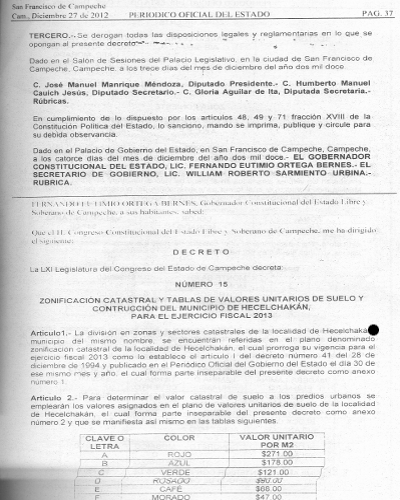 San Francisco de Campeche
Cam., Diciembre 27 de 2012
PERIODICO OFICIAL DEL ESTADO
PAG. 37
TERCERO.- Se derogan todas las disposiciones legales y reglamentarias en lo que se
opongan al presente decreto
Dado en el Salón de Sesiones del Palacio Legislativo, en la ciudad de San Francisco de
Campeche, Campeche, a los trece días del mes de diciembre del año dos mil doce.
C. José Manuel Manrique Méndoza, Diputado Presidente.- C. Humberto Manuel
Cauich Jesús, Diputado Secretario.- C. Gloria Aguilar de Ita, Diputada Secretaria.-
Rúbricas.
En cumplimiento de lo dispuesto por los artículos 48, 49 y 71 fracción XVIII de la
Constitución Política del Estado, lo sanciono, mando se imprima, publique y circule para
su debida observancia.
Dado en el Palacio de Gobierno del Estado, en San Francisco de Campeche, Campeche,
a los catorce días del mes de diciembre del año dos mil doce.- EL GOBERNADOR
CONSTITUCIONAL DEL ESTADO, LIC. FERNANDO EUTIMIO ORTEGA BERNES.- EL
SECRETARIO DE GOBIERNO, LIC. WILLIAM ROBERTO SARMIENTO URBINA.-
RUBRICA.
FERNANDO EUTIMIO ORTEGA BERNES, Gobernador Constitucional del Estado Libre y
Soberano de Campeche, a sus habitantes, sabed:
Que el H. Congreso Constitucional del Estado Libre y Soberano de Campeche, me ha dirigido
el siguiente:
D E C R E T O
La LXI Legislatura del Congreso del Estado de Campeche decreta:
NÚMERO 15
ZONIFICACIÓN CATASTRAL Y TABLAS DE VALORES UNITARIOS DE SUELO Y
CONTRUCCIÓN DEL MUNICIPIO DE HECELCHAKÁN,
PARA EL EJERCICIO FISCAL 2013
Artículo1.- La división en zonas y sectores catastrales de la localidad de Hecelchaká
municipio del mismo nombre, se encuentran referidas en el plano denominado
zonificación catastral de la localidad de Hecelchakán, el cual prorroga su vigencia para el
ejercicio fiscal 2013 como lo establece el artículo I del decreto número 41 del 28 de
diciembre de 1994 y publicado en el Periódico Oficial del Gobierno del Estado el día 30 de
ese mismo mes y año, el cual forma parte inseparable del presente decreto como anexo
número 1.
Artículo 2.- Para determinar el valor catastral de suelo a los predios urbanos se
emplearán los valores asignados en el plano de valores unitarios de suelo de la localidad
de Hecelchakán, el cual forma parte inseparable del presente decreto como anexo
número 2 y que se manifiesta así mismo en las tablas siguientes.
CLAVE O LETRA COLOR VALOR UNITARIO POR M2
A ROJO $271.00
B AZUL $178.00
C VERDE $121.00
D ROSADO $90.00
E CAFÉ $68.00
F MORADO $47.00